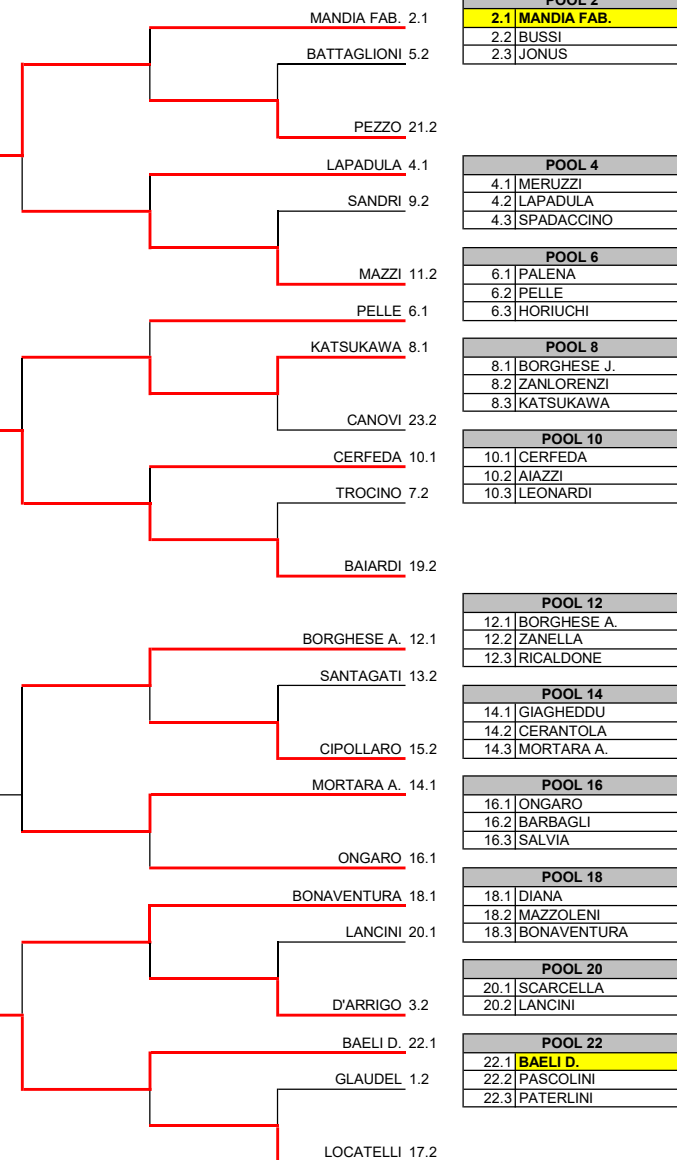 MANDIA FAB. 2.1
BATTAGLIONI 5.2
PEZZO 21.2
LAPADULA 4.1
SANDRI 9.2
MAZZI 11.2
PELLE 6.1
KATSUKAWA 8.1
CANOVI 23.2
CERFEDA 10.1
TROCINO 7.2
BAIARDI 19.2
BORGHESE A. 12.1
SANTAGATI 13.2
CIPOLLARO 15.2
MORTARA A. 14.1
ONGARO 16.1
BONAVENTURA 18.1
LANCINI 20.1
D'ARRIGO 3.2
BAELI D. 22.1
GLAUDEL 1.2
LOCATELLI 17.2
POOL 2
2.1 MANDIA FAB.
2.2 BUSSI
2.3 JONUS
POOL 4
4.1 MERUZZI
4.2 LAPADULA
4.3 SPADACCINO
POOL 6
6.1 PALENA
6.2 PELLE
6.3 HORIUCHI
POOL 8
8.1 BORGHESE J.
8.2 ZANLORENZI
8.3 KATSUKAWA
POOL 10
10.1 CERFEDA
10.2 AIAZZI
10.3 LEONARDI
POOL 12
12.1 BORGHESE A.
12.2 ZANELLA
12.3 RICALDONE
POOL 14
14.1 GIAGHEDDU
14.2 CERANTOLA
14.3 MORTARA A.
POOL 16
16.1 ONGARO
16.2 BARBAGLI
16.3 SALVIA
POOL 18
18.1 DIANA
18.2 MAZZOLENI
18.3 BONAVENTURA
POOL 20
20.1 SCARCELLA
20.2 LANCINI
POOL 22
22.1 BAELI D.
22.2 PASCOLINI
22.3 PATERLINI